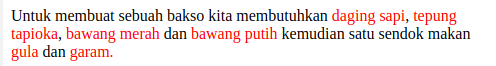 Untuk membuat sebuah bakso kita membutuhkan daging sapi, tepung
tapioka, bawang merah dan bawang putih kemudian satu sendok makan
gula dan garam.